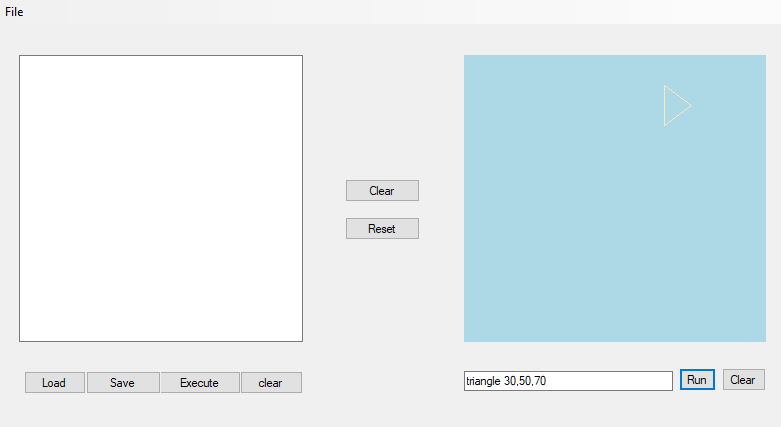 File
Clear
Reset
Load Save Execute clear
triangle 30,50,70 Run Clear